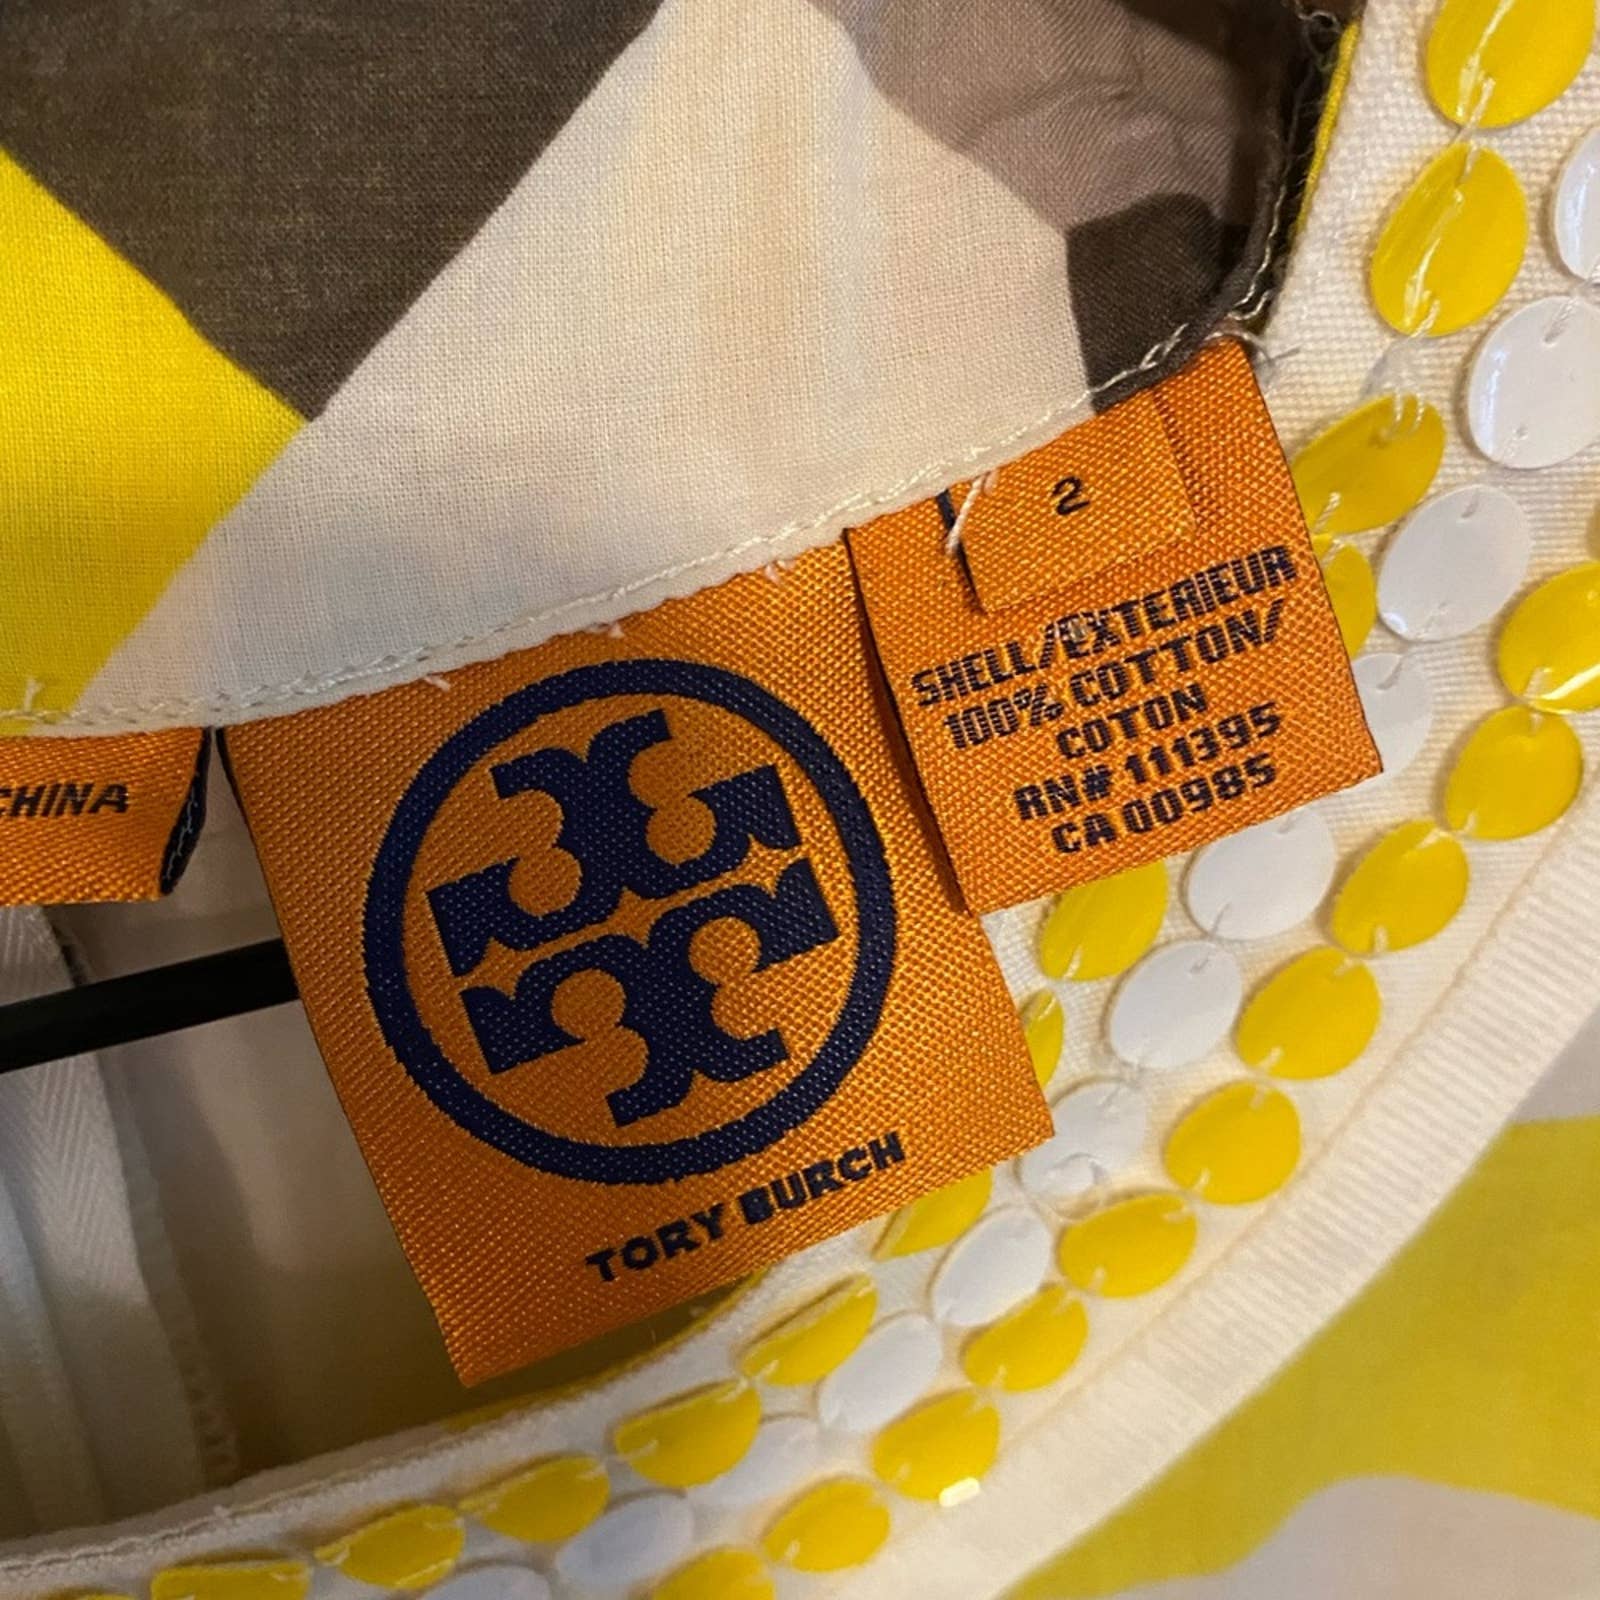 CHINA
TORY BURCH
2
SHELL/EXTERIEUR
100% COTTON/
COTON
RN# 111395
CA 00985